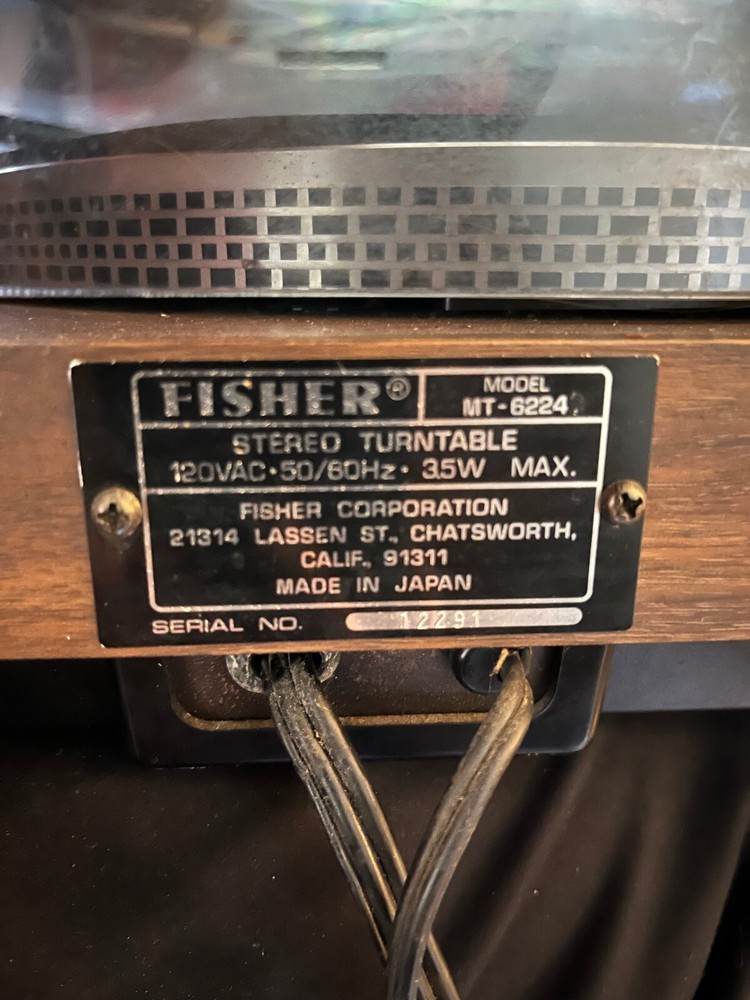 FISHER®
MODEL
MT-6224
STEREO TURNTABLE
120VAC·50/60Hz· 3.5W MAX.
FISHER CORPORATION
21314 LASSEN ST., CHATSWORTH,
CALIF., 91311
MADE IN JAPAN
SERIAL NO. 12291